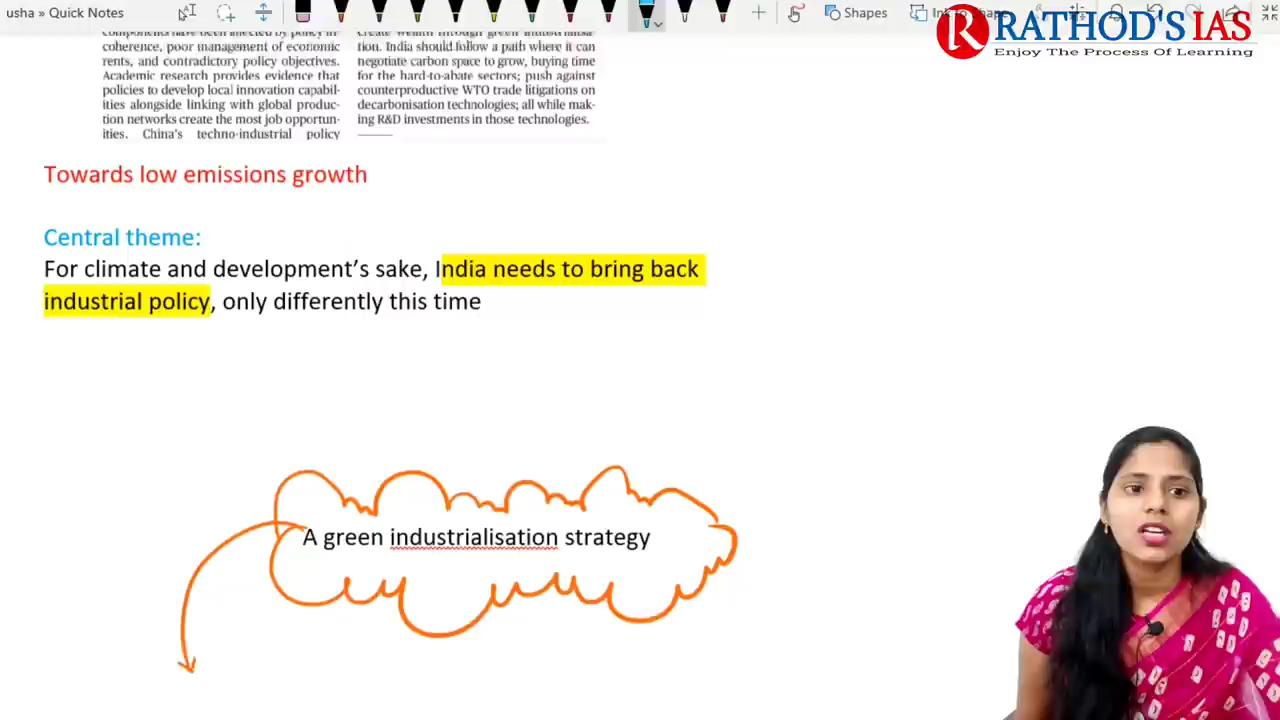 usha » Quick Notes
Shapes
RATHOD'S IAS
Enjoy The Process Of Learning
coherence, poor management of economic
rents, and contradictory policy objectives.
Academic research provides evidence that
policies to develop local innovation capabil-
ities alongside linking with global produc-
tion networks create the most job opportun-
ities. China's techno-industrial policy
tion. India should follow a path where it can
negotiate carbon space to grow, buying time
for the hard-to-abate sectors; push against
counterproductive WTO trade litigations on
decarbonisation technologies; all while mak-
ing R&D investments in those technologies.
Towards low emissions growth
Central theme:
For climate and development's sake, India needs to bring back
industrial policy, only differently this time
A green industrialisation strategy